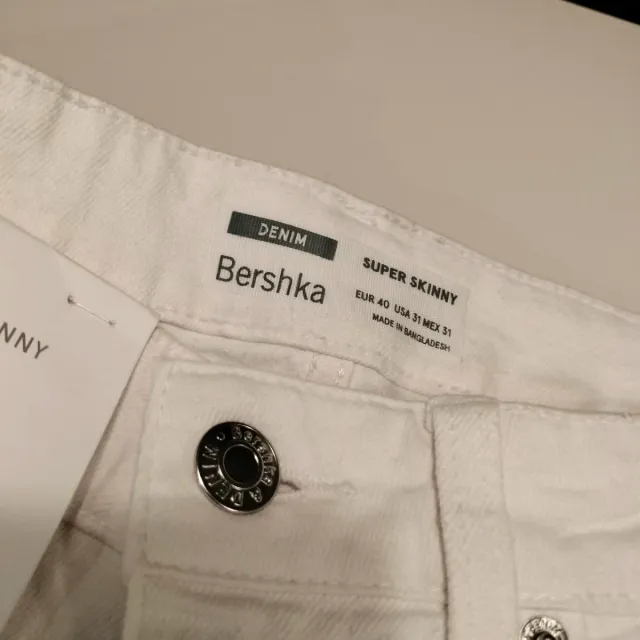 DENIM
Bershka
SUPER SKINNY
EUR 40 USA 31 MEX 31
MADE IN BANGLADESH
NNY